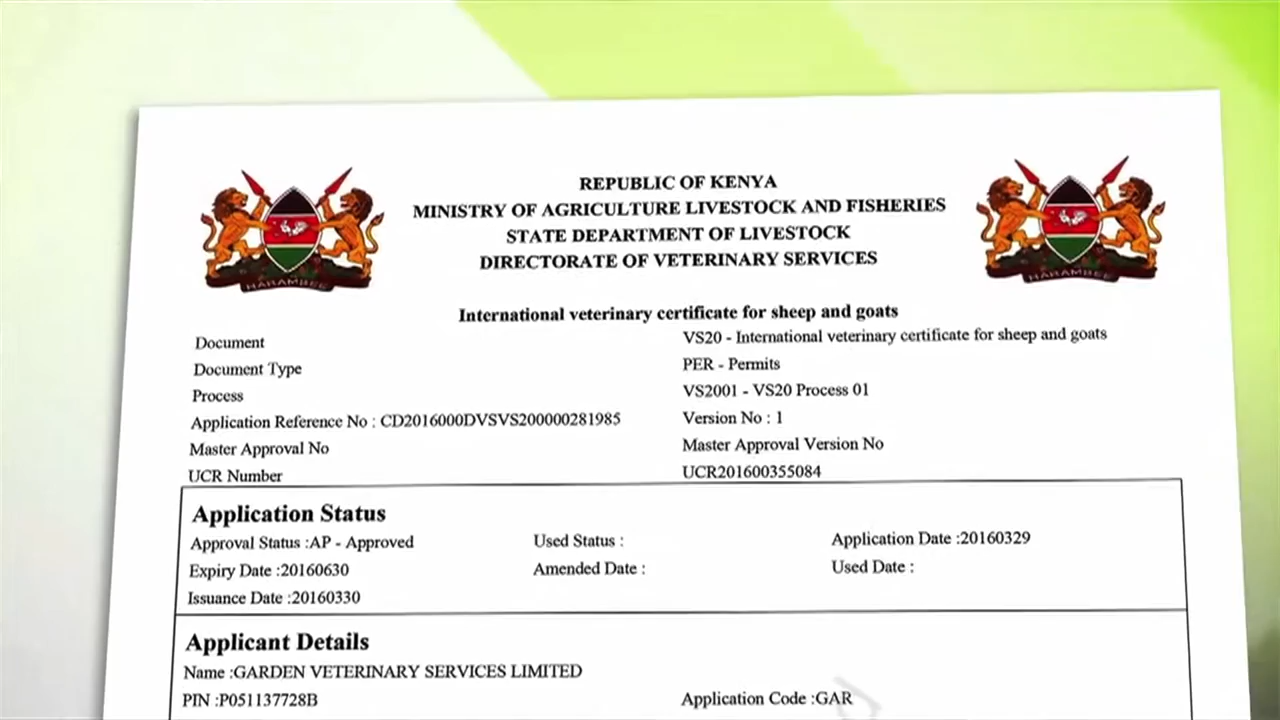 REPUBLIC OF KENYA
MINISTRY OF AGRICULTURE LIVESTOCK AND FISHERIES
STATE DEPARTMENT OF LIVESTOCK
DIRECTORATE OF VETERINARY SERVICES
HARAMBEE
HARAMBEE
International veterinary certificate for sheep and goats
Document VS20 - International veterinary certificate for sheep and goats
Document Type PER - Permits
Process VS2001 - VS20 Process 01
Application Reference No : CD2016000DVSVS200000281985 Version No : 1
Master Approval No Master Approval Version No
UCR Number UCR201600355084
Application Status
Approval Status :AP - Approved Used Status : Application Date :20160329
Expiry Date :20160630 Amended Date : Used Date :
Issuance Date :20160330
Applicant Details
Name :GARDEN VETERINARY SERVICES LIMITED
PIN :P051137728B Application Code :GAR